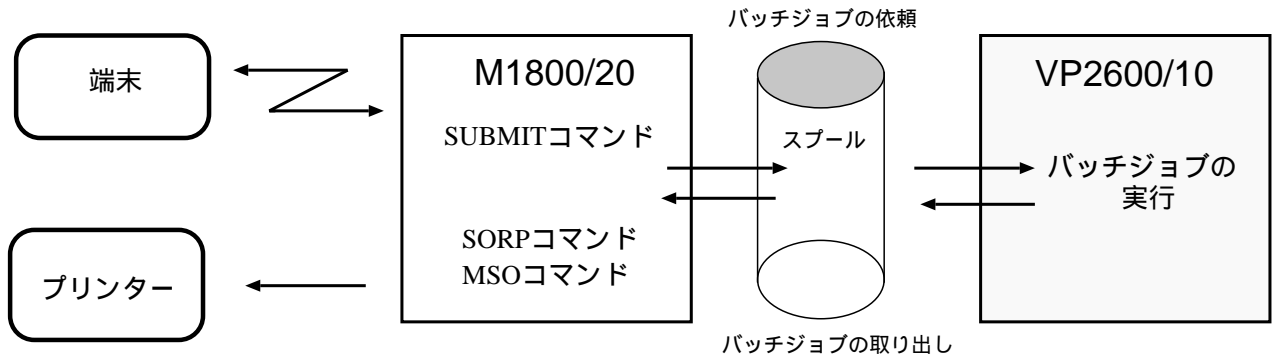 バッチジョブの依頼
端末
M1800/20
SUBMITコマンド
SORPコマンド
MSOコマンド
プリンター
スプール
VP2600/10
バッチジョブの
実行
バッチジョブの取り出し